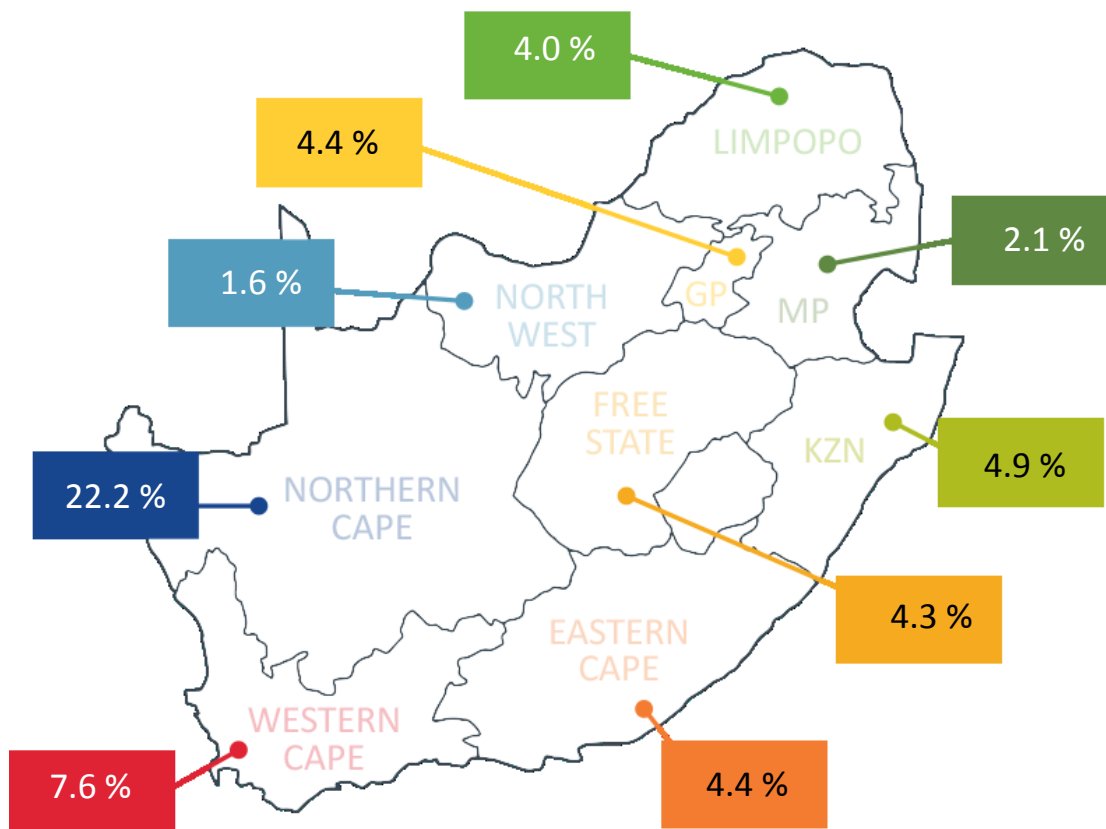 4.0 %
LIMPOPO
4.4 %
2.1 %
1.6 %
NORTH
WEST
GP
MP
FREE
STATE
KZN
4.9 %
22.2 %
NORTHERN
CAPE
4.3 %
EASTERN
CAPE
WESTERN
CAPE
7.6 %
4.4 %